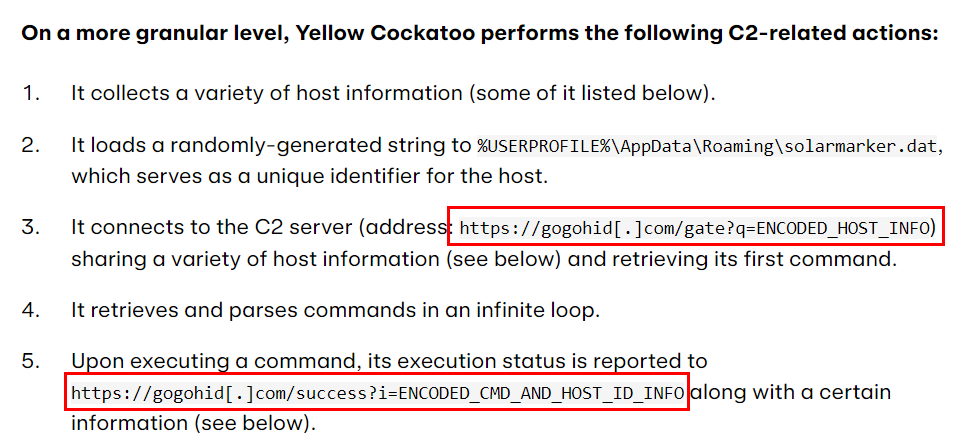 On a more granular level, Yellow Cockatoo performs the following C2-related actions:
1. It collects a variety of host information (some of it listed below).
2. It loads a randomly-generated string to %USERPROFILE%\AppData\Roaming\solarmarker.dat,
which serves as a unique identifier for the host.
3. It connects to the C2 server (address: https://gogohid[.]com/gate?q=ENCODED_HOST_INFO)
sharing a variety of host information (see below) and retrieving its first command.
4. It retrieves and parses commands in an infinite loop.
5. Upon executing a command, its execution status is reported to
https://gogohid[.]com/success?i=ENCODED_CMD_AND_HOST_ID_INFO along with a certain
information (see below).